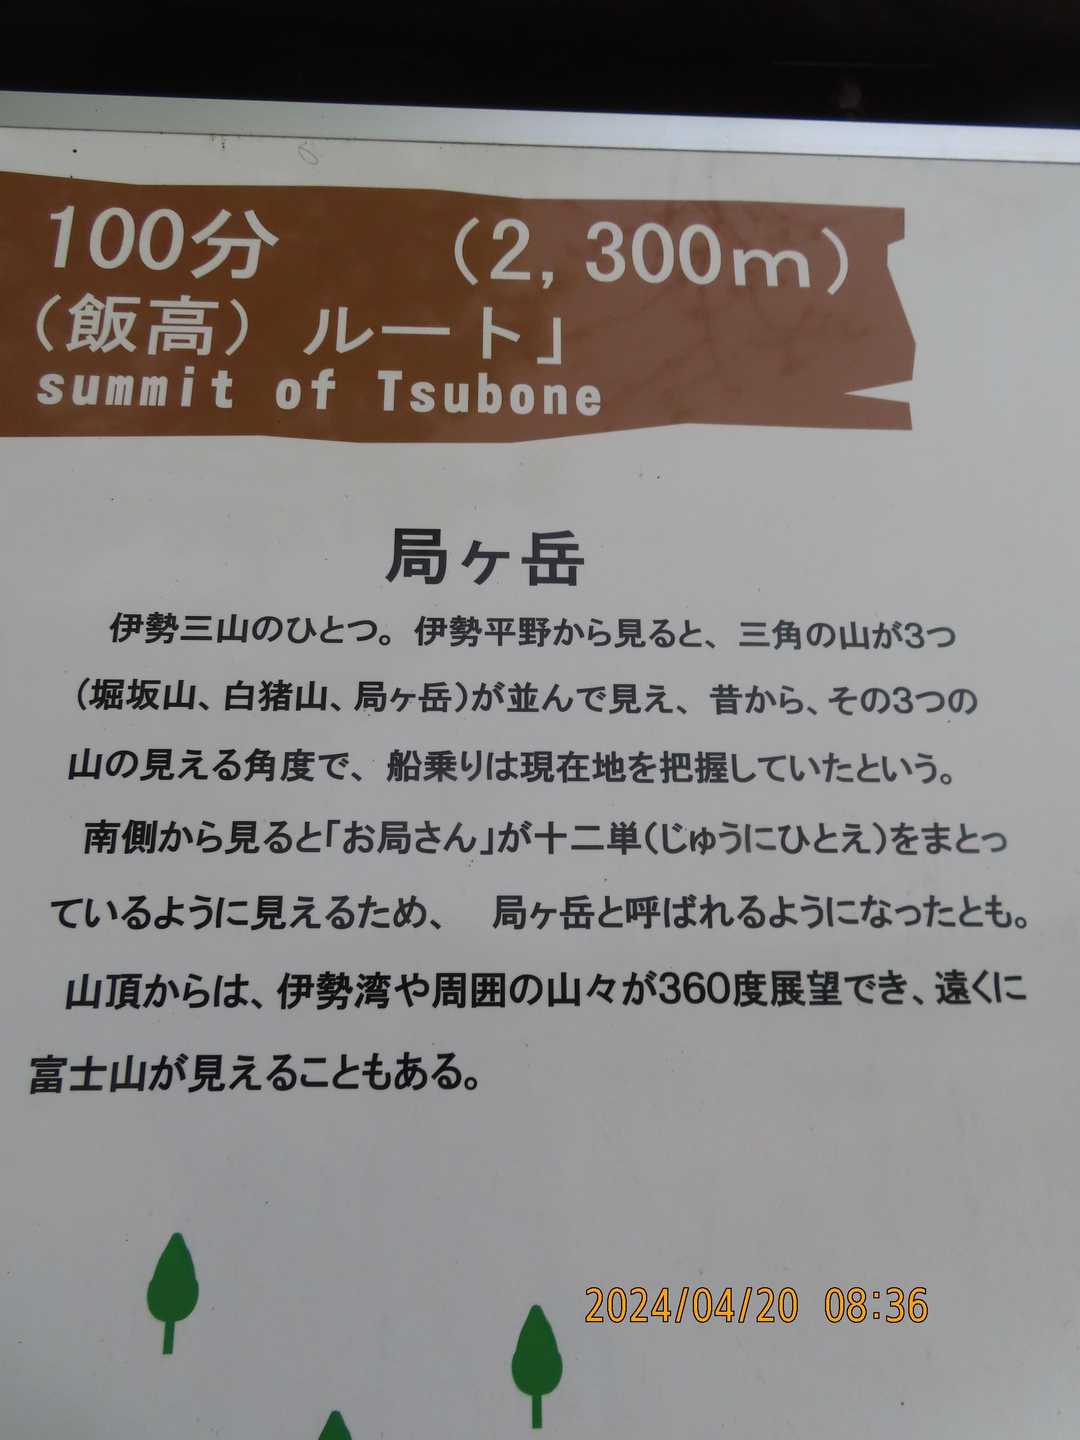 100分　（2，300m）
（飯高）ルート」
summit of Tsubone
局ヶ岳
伊勢三山のひとつ。伊勢平野から見ると、三角の山が3つ
（堀坂山、白猪山、局ヶ岳）が並んで見え、昔から、その3つの
山の見える角度で、船乗りは現在地を把握していたという。
南側から見ると「お局さん」が十二単（じゅうにひとえ）をまとっ
ているように見えるため、　局ヶ岳と呼ばれるようになったとも。
山頂からは、伊勢湾や周囲の山々が360度展望でき、遠くに
富士山が見えることもある。
2024/04/20 08:36